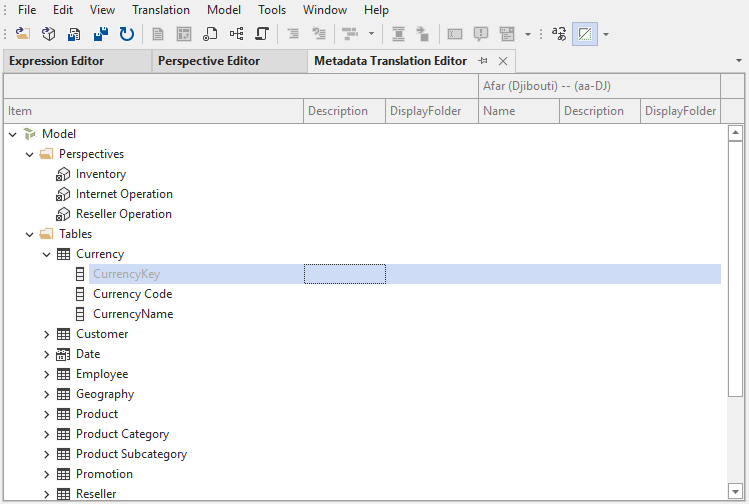 File Edit View Translation Model Tools Window Help
Expression Editor Perspective Editor Metadata Translation Editor
Afar (Djibouti) -- (aa-DJ)
Item Description DisplayFolder Name Description DisplayFolder
Model
Perspectives
Inventory
Internet Operation
Reseller Operation
Tables
Currency
CurrencyKey
Currency Code
CurrencyName
Customer
Date
Employee
Geography
Product
Product Category
Product Subcategory
Promotion
Reseller